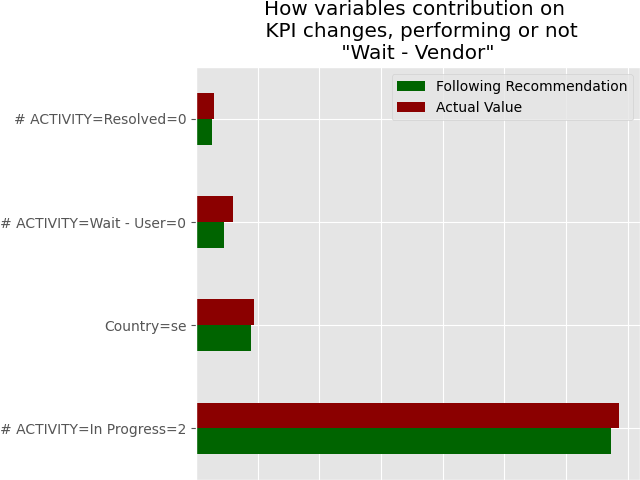 How variables contribution on
KPI changes, performing or not
"Wait - Vendor"
Following Recommendation
Actual Value
# ACTIVITY=Resolved=0
# ACTIVITY=Wait - User=0
Country=se
# ACTIVITY=In Progress=2